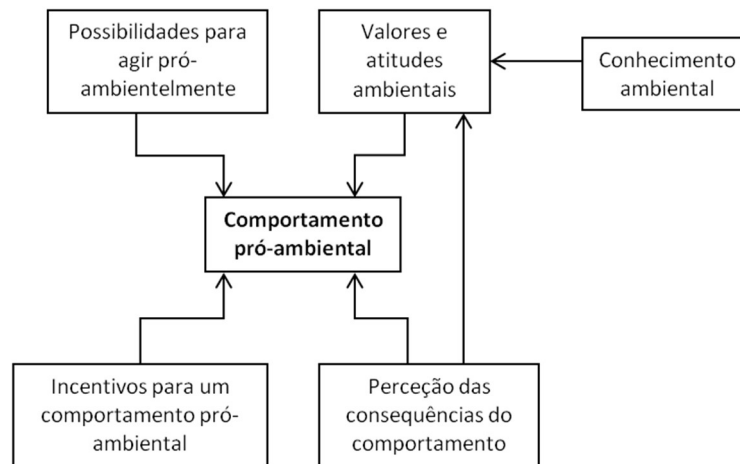 Possibilidades para
agir pró-
ambientelmente
Valores e
atitudes
ambientais
Conhecimento
ambiental
Comportamento
pró-ambiental
Incentivos para um
comportamento pró-
ambiental
Perceção das
consequências do
comportamento